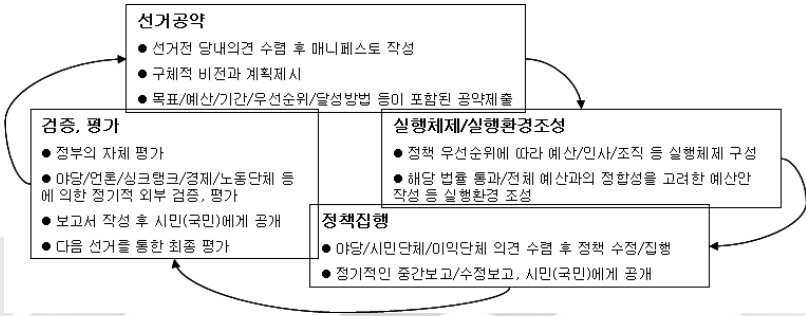 선거공약
● 선거전 당내의견 수렴 후 매니페스토 작성
● 구체적 비전과 계획제시
● 목표/예산/기간/우선순위/달성방법 등이 포함된 공약제출
실행체제/실행환경조성
● 정책 우선순위에 따라 예산/인사/조직 등 실행체제 구성
● 해당 법률 통과/전체 예산과의 정합성을 고려한 예산안
작성 등 실행환경 조성
정책집행
● 야당/시민단체/이익단체 의견 수렴 후 정책 수정/집행
● 정기적인 중간보고/수정보고, 시민(국민)에게 공개
검증, 평가
● 정부의 자체 평가
● 야당/언론/싱크탱크/경제/노동단체 등
에 의한 정기적 외부 검증, 평가
● 보고서 작성 후 시민(국민)에게 공개
● 다음 선거를 통한 최종 평가